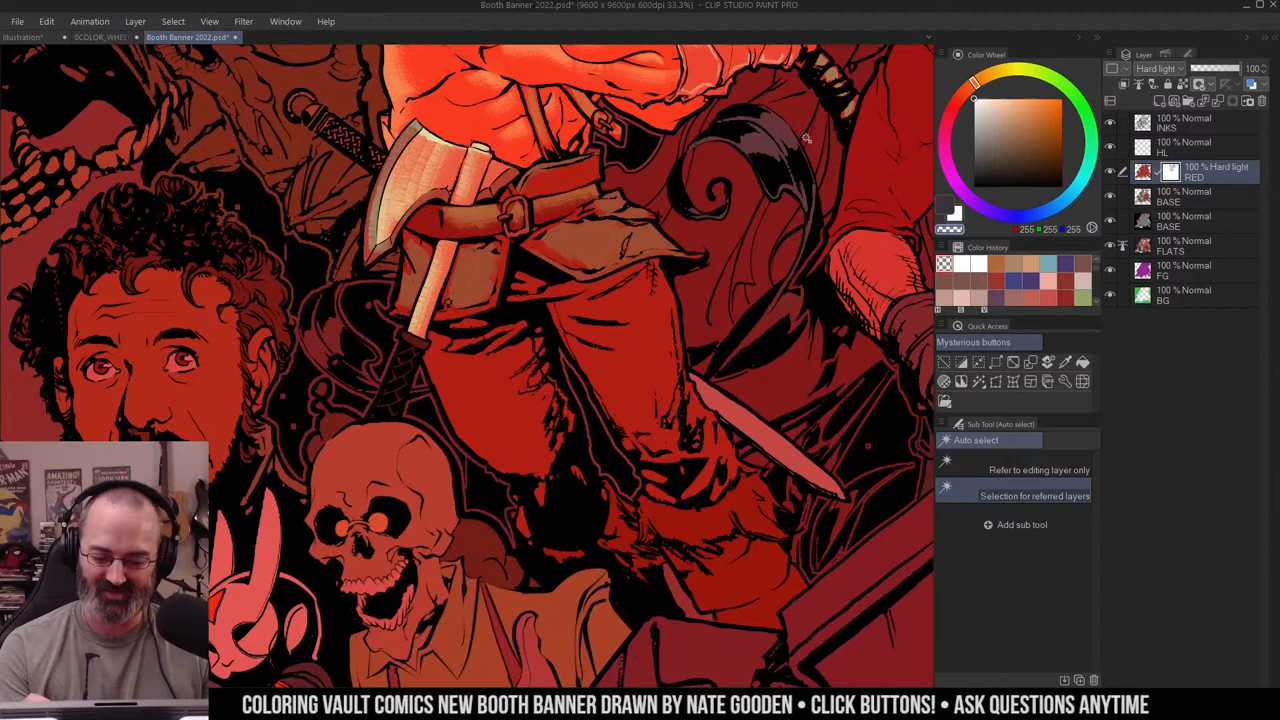 Booth Banner 2022.psd* (9600 x 9600px 600dpi 33.3%) - CLIP STUDIO PAINT PRO
File Edit Animation Layer Select View Filter Window Help
Illustration* 0COLOR_WHEE Booth Banner 2022.psd*
Color Wheel
255 255 255
Color History
H S V
Quick Access
Mysterious buttons
Sub Tool [Auto select]
Auto select
Refer to editing layer only
Selection for referred layers
Add sub tool
Layer
Hard light 100
100 % Normal
INKS
100 % Normal
HL
100 % Hard light
RED
100 % Normal
BASE
100 % Normal
BASE
100 % Normal
FLATS
100 % Normal
FG
100 % Normal
BG
COLORING VAULT COMICS NEW BOOTH BANNER DRAWN BY NATE GOODEN • CLICK BUTTONS! • ASK QUESTIONS ANYTIME